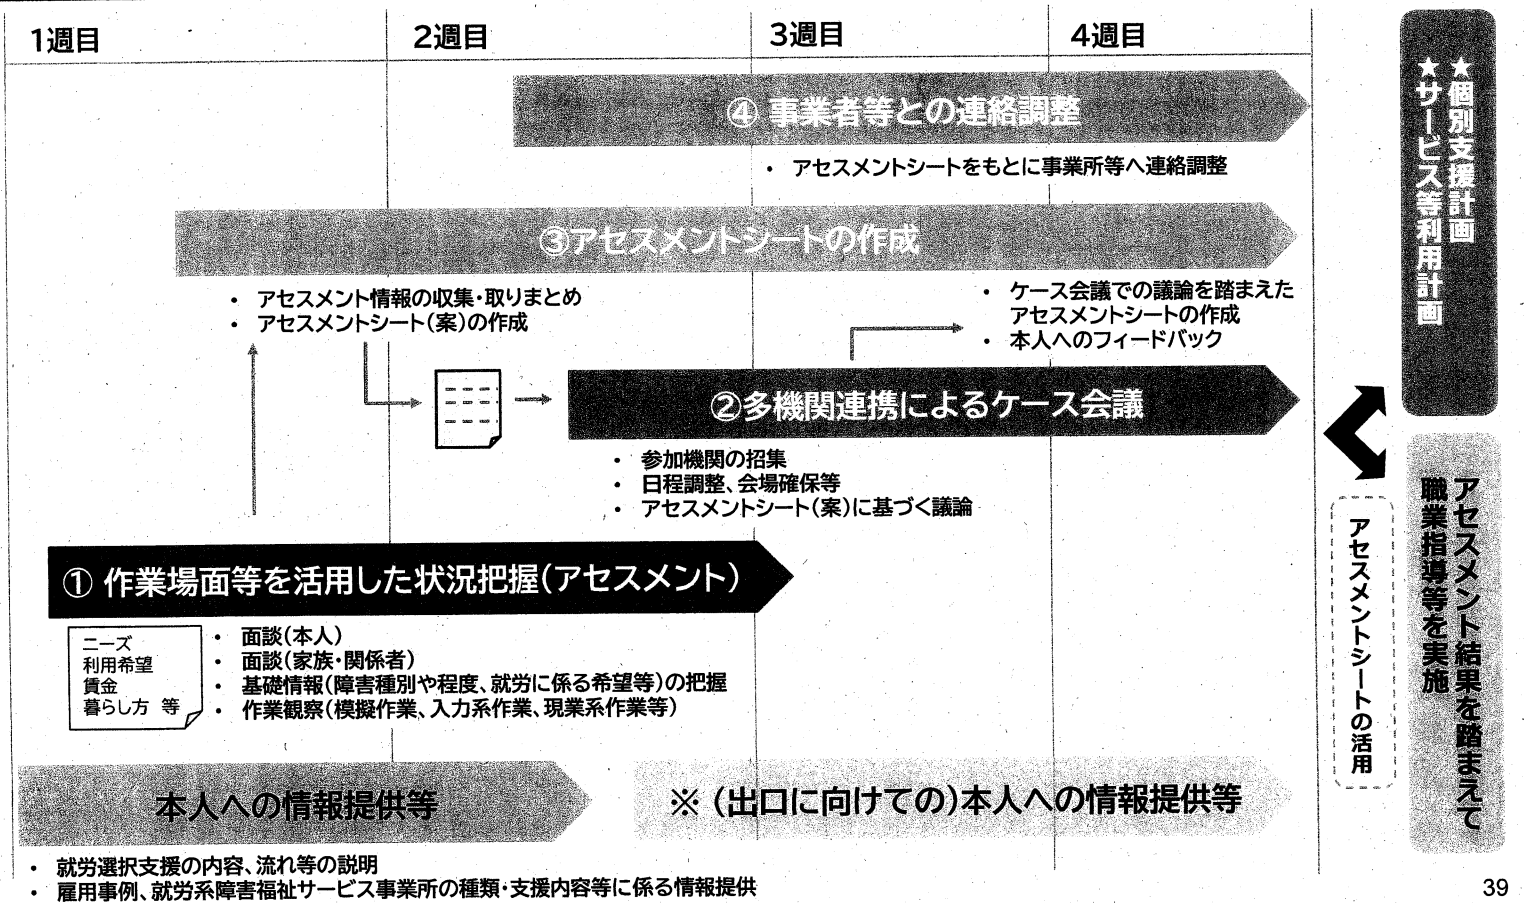 1週目
2週目
3週目
4週目
④ 事業者等との連絡調整
・ アセスメントシートをもとに事業所等へ連絡調整
③アセスメントシートの作成
・ アセスメント情報の収集・取りまとめ
・ アセスメントシート（案）の作成
・ ケース会議での議論を踏まえた
アセスメントシートの作成
・ 本人へのフィードバック
②多機関連携によるケース会議
・ 参加機関の招集
・ 日程調整、会場確保等
・ アセスメントシート（案）に基づく議論
① 作業場面等を活用した状況把握（アセスメント）
ニーズ
利用希望
賃金
暮らし方 等
・ 面談（本人）
・ 面談（家族・関係者）
・ 基礎情報（障害種別や程度、就労に係る希望等）の把握
・ 作業観察（模擬作業、入力系作業、現業系作業等）
本人への情報提供等
※（出口に向けての）本人への情報提供等
・ 就労選択支援の内容、流れ等の説明
・ 雇用事例、就労系障害福祉サービス事業所の種類・支援内容等に係る情報提供
★個別支援計画
★サービス等利用計画
アセスメント結果を踏まえて
職業指導等を実施
アセスメントシートの活用
39